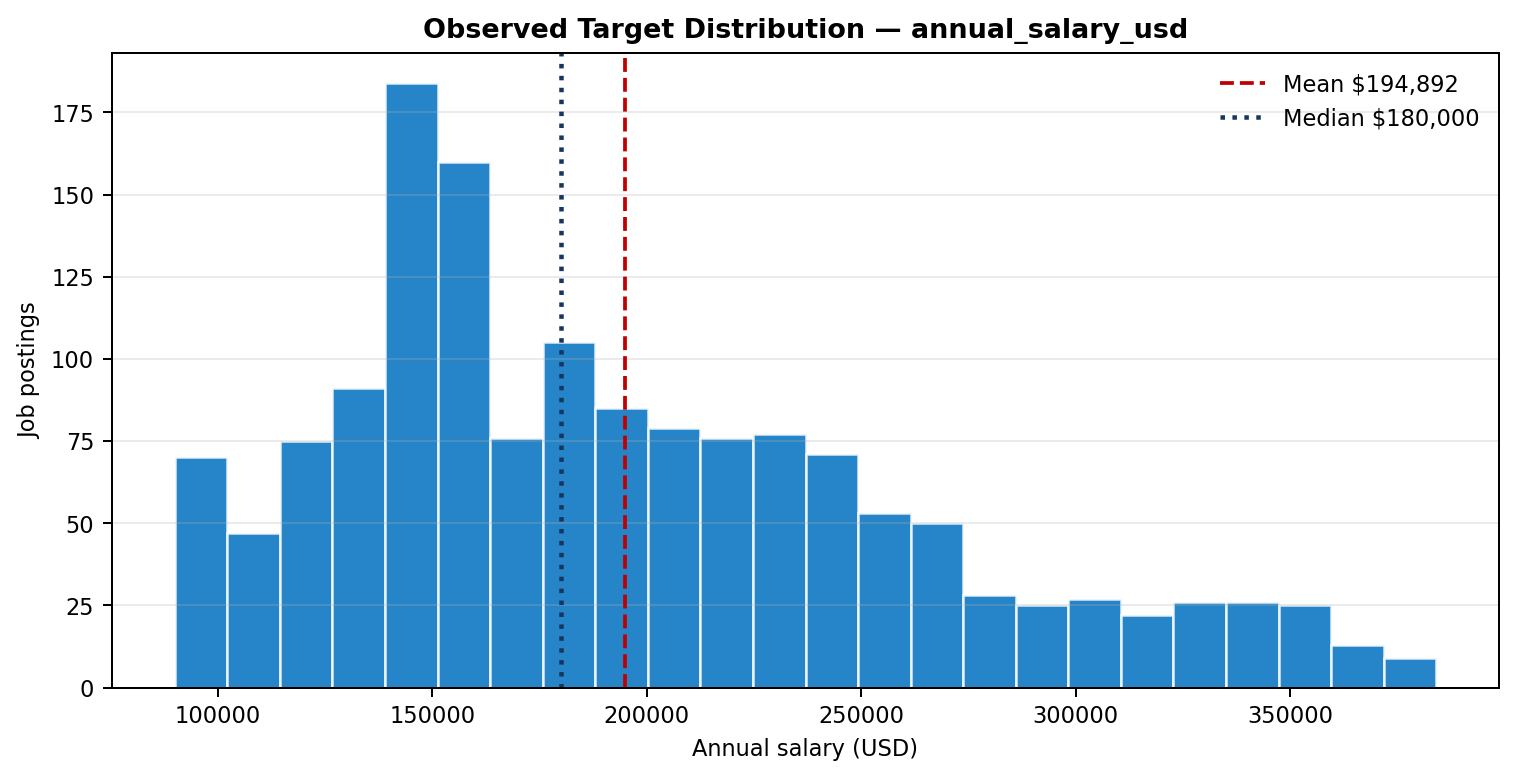 Observed Target Distribution — annual_salary_usd
Mean $194,892
Median $180,000
175
150
125
100
75
50
25
0
Job postings
100000 150000 200000 250000 300000 350000
Annual salary (USD)